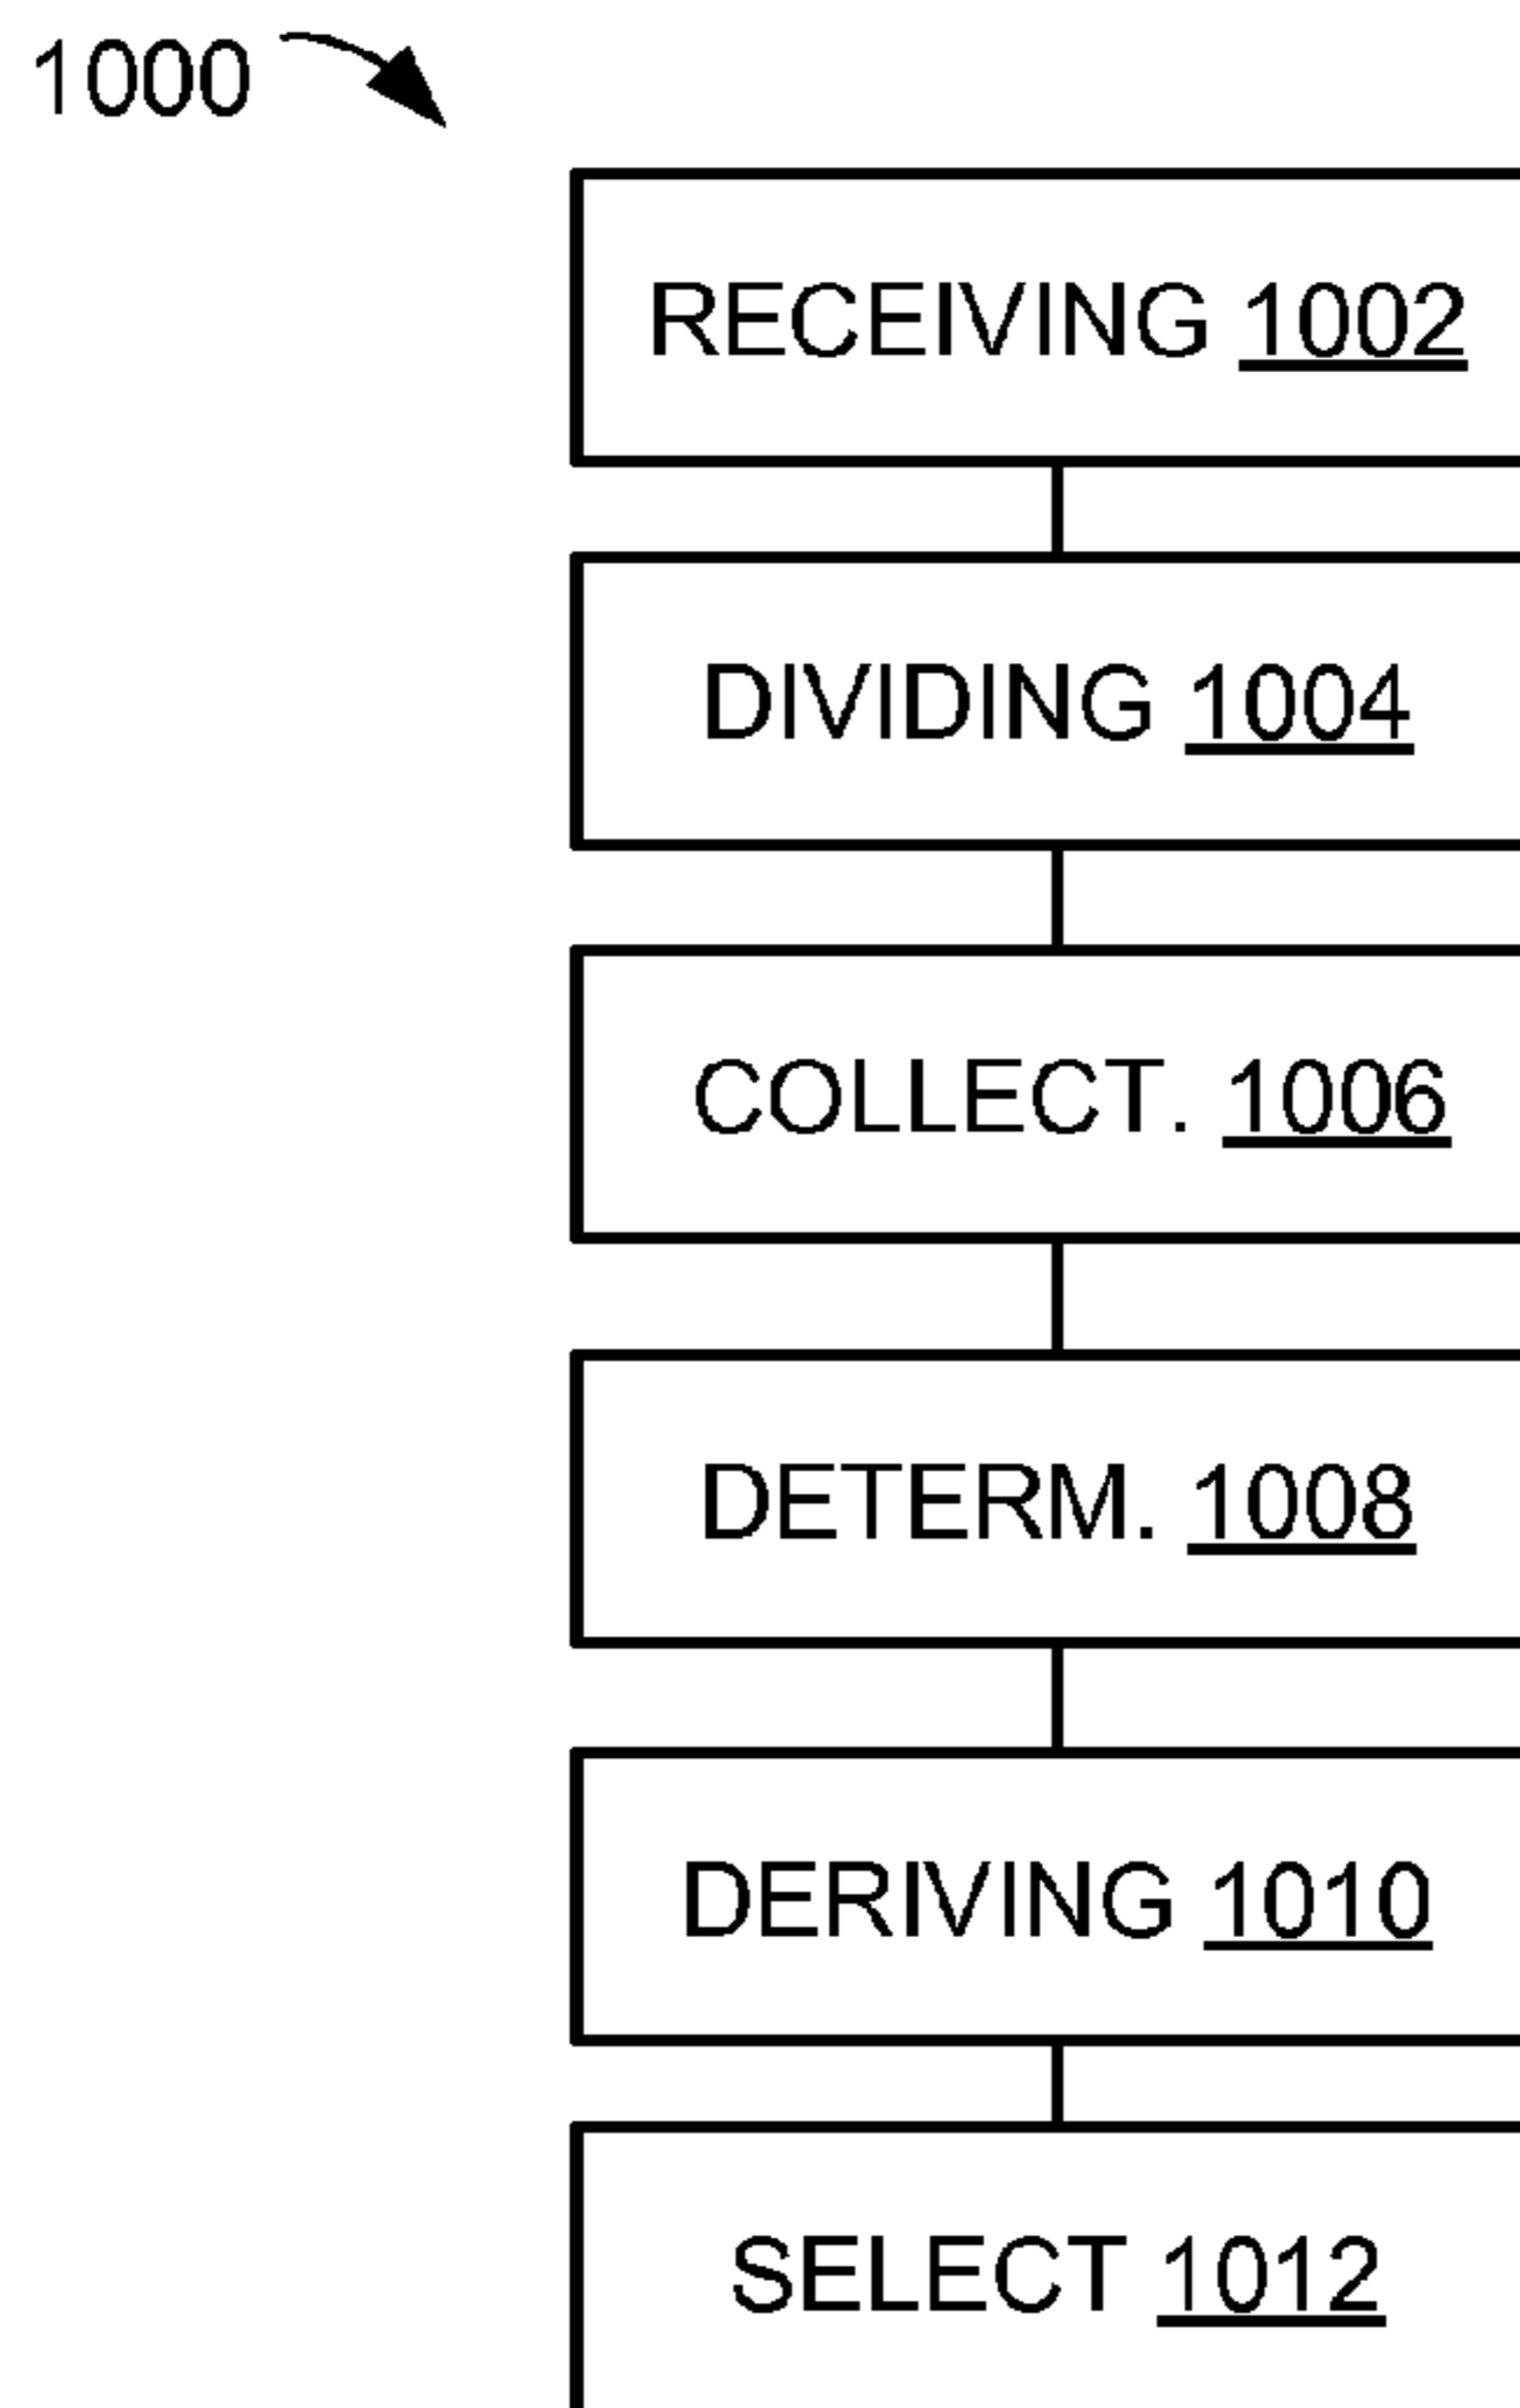 1000
RECEIVING 1002
DIVIDING 1004
COLLECT. 1006
DETERM. 1008
DERIVING 1010
SELECT 1012